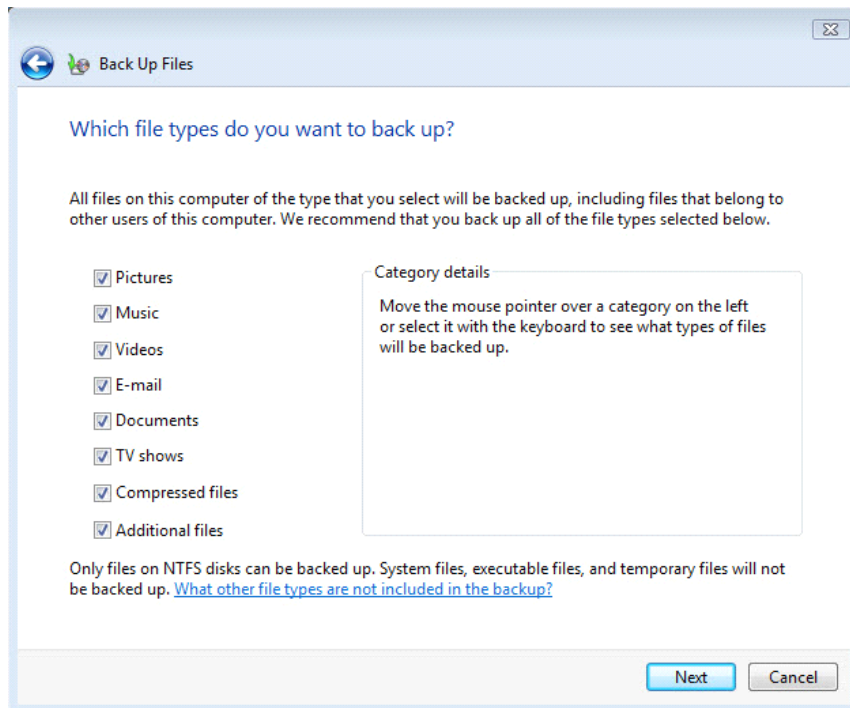 Back Up Files
Which file types do you want to back up?
All files on this computer of the type that you select will be backed up, including files that belong to
other users of this computer. We recommend that you back up all of the file types selected below.
Pictures
Music
Videos
E-mail
Documents
TV shows
Compressed files
Additional files
Category details
Move the mouse pointer over a category on the left
or select it with the keyboard to see what types of files
will be backed up.
Only files on NTFS disks can be backed up. System files, executable files, and temporary files will not
be backed up. What other file types are not included in the backup?
Next
Cancel